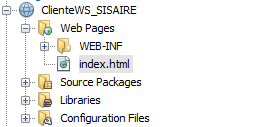 ClienteWS_SISAIRE
Web Pages
WEB-INF
index.html
Source Packages
Libraries
Configuration Files